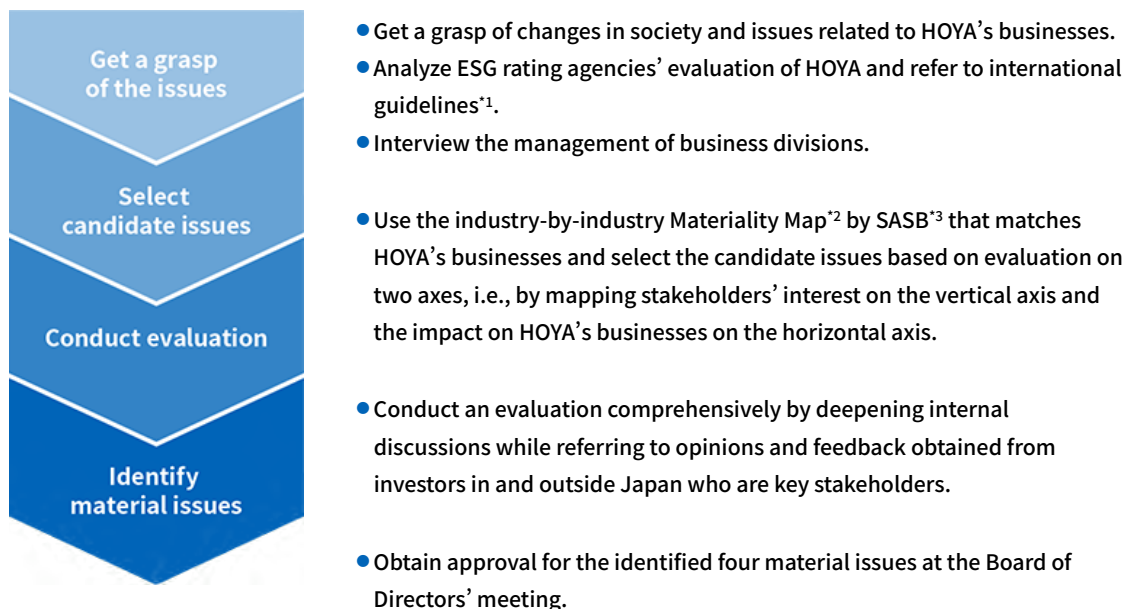 Get a grasp
of the issues
● Get a grasp of changes in society and issues related to HOYA’s businesses.
● Analyze ESG rating agencies’ evaluation of HOYA and refer to international
guidelines*1.
● Interview the management of business divisions.
Select
candidate issues
● Use the industry-by-industry Materiality Map*2 by SASB*3 that matches
HOYA’s businesses and select the candidate issues based on evaluation on
two axes, i.e., by mapping stakeholders’ interest on the vertical axis and
the impact on HOYA’s businesses on the horizontal axis.
Conduct evaluation
● Conduct an evaluation comprehensively by deepening internal
discussions while referring to opinions and feedback obtained from
investors in and outside Japan who are key stakeholders.
Identify
material issues
● Obtain approval for the identified four material issues at the Board of
Directors’ meeting.